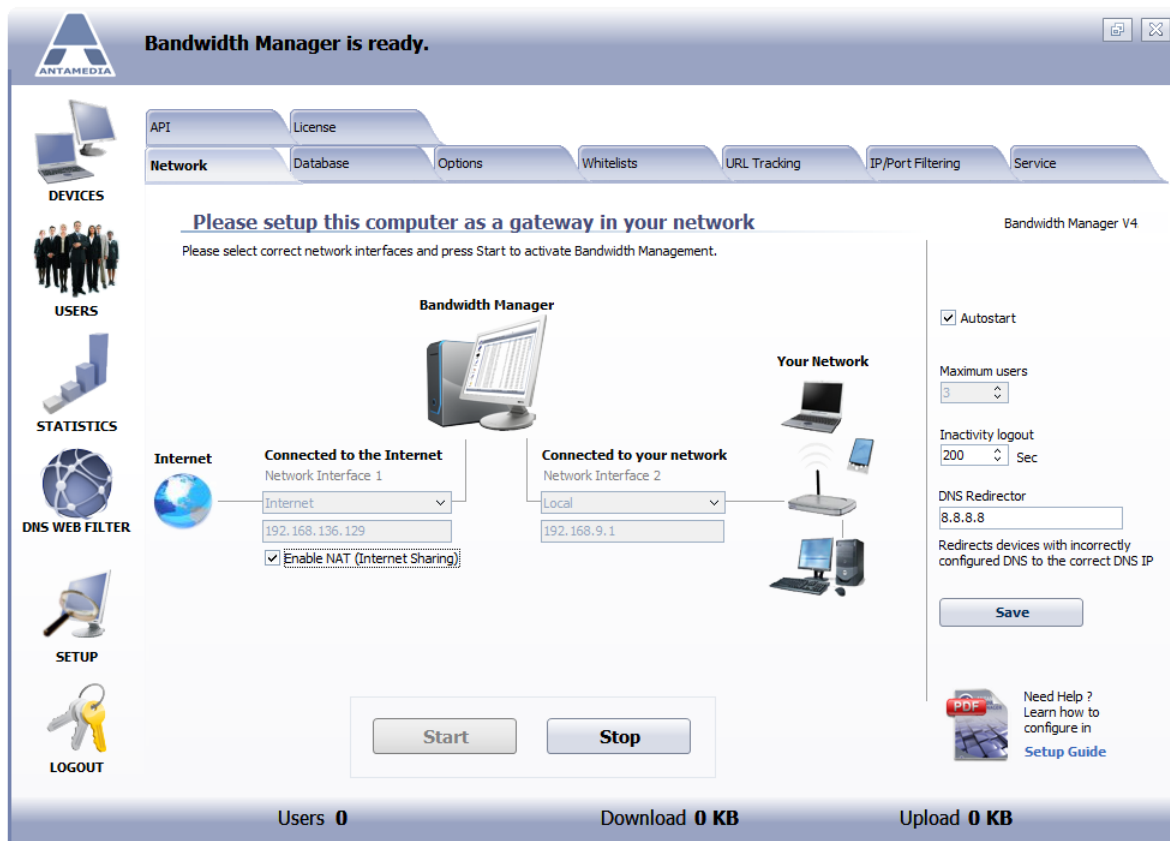 Bandwidth Manager is ready.
ANTAMEDIA
API
License
Network
Database
Options
Whitelists
URL Tracking
IP/Port Filtering
Service
DEVICES
USERS
STATISTICS
DNS WEB FILTER
SETUP
LOGOUT
Please setup this computer as a gateway in your network
Bandwidth Manager V4
Please select correct network interfaces and press Start to activate Bandwidth Management.
Bandwidth Manager
Your Network
Internet
Connected to the Internet
Network Interface 1
Internet
192.168.136.129
Enable NAT (Internet Sharing)
Connected to your network
Network Interface 2
Local
192.168.9.1
Autostart
Maximum users
3
Inactivity logout
200 Sec
DNS Redirector
8.8.8.8
Redirects devices with incorrectly
configured DNS to the correct DNS IP
Save
Start
Stop
PDF
Need Help ?
Learn how to
configure in
Setup Guide
Users 0
Download 0 KB
Upload 0 KB